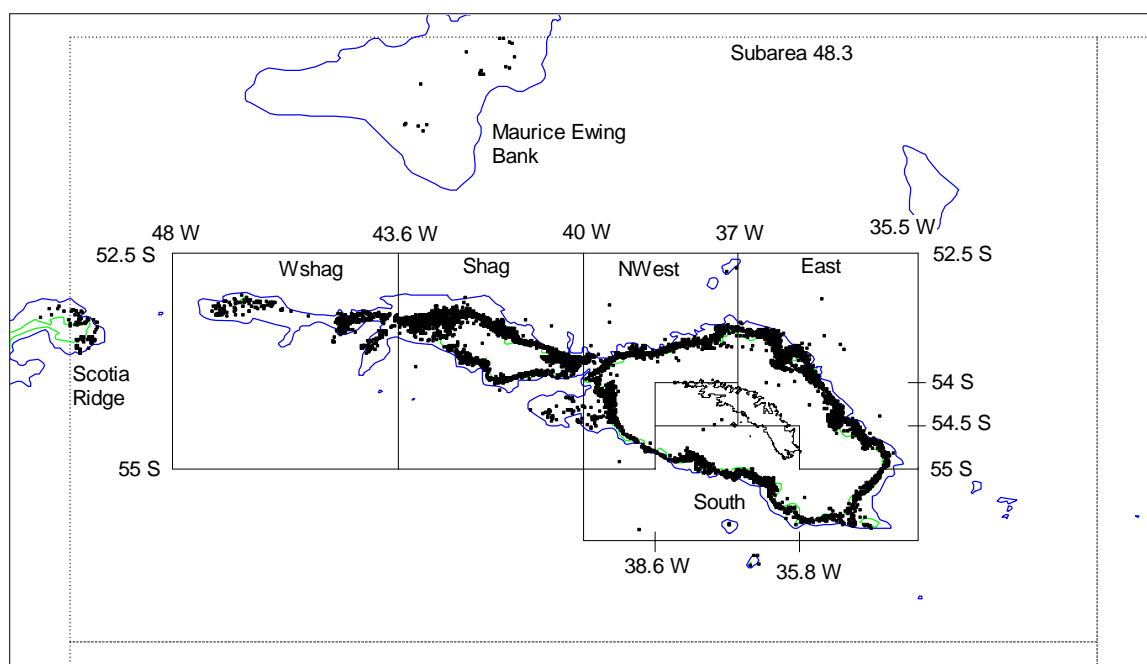 Subarea 48.3
Maurice Ewing
Bank
48 W
43.6 W
40 W
37 W
35.5 W
52.5 S
52.5 S
Wshag
Shag
NWest
East
Scotia
Ridge
54 S
54.5 S
55 S
55 S
South
38.6 W
35.8 W